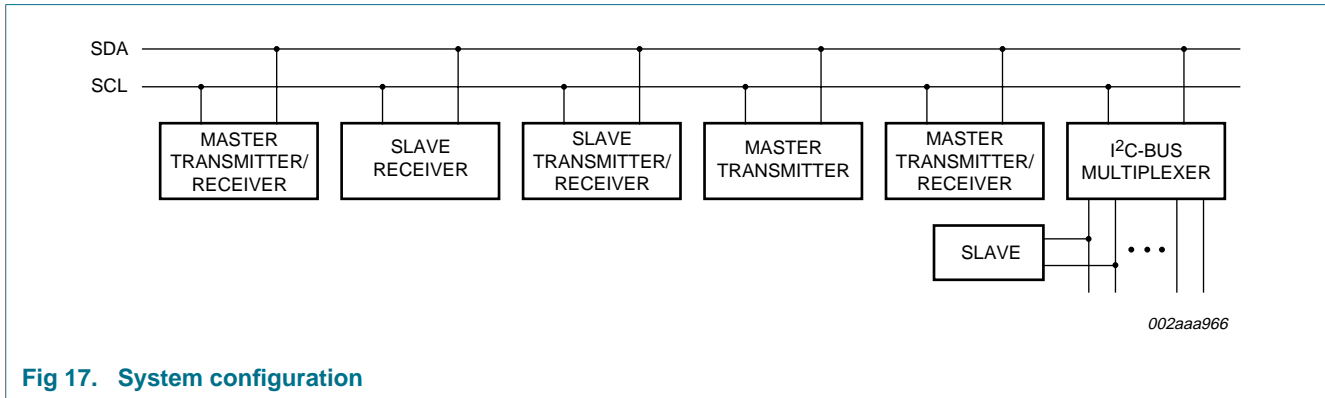 SDA
SCL
MASTER
TRANSMITTER/
RECEIVER
SLAVE
RECEIVER
SLAVE
TRANSMITTER/
RECEIVER
MASTER
TRANSMITTER
MASTER
TRANSMITTER/
RECEIVER
I²C-BUS
MULTIPLEXER
SLAVE
002aaa966
Fig 17. System configuration